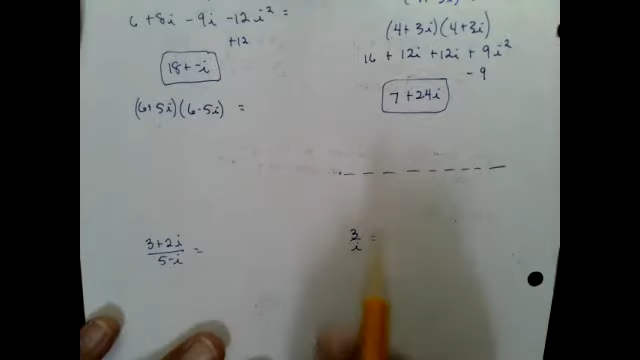 6 + 8i - 9i - 12i² =
+12
18 + -i
(6+5i)(6-5i) =
(4+3i)(4+3i)
16 + 12i + 12i + 9i²
- 9
7 + 24i
3+2i
5-i =
3
i =